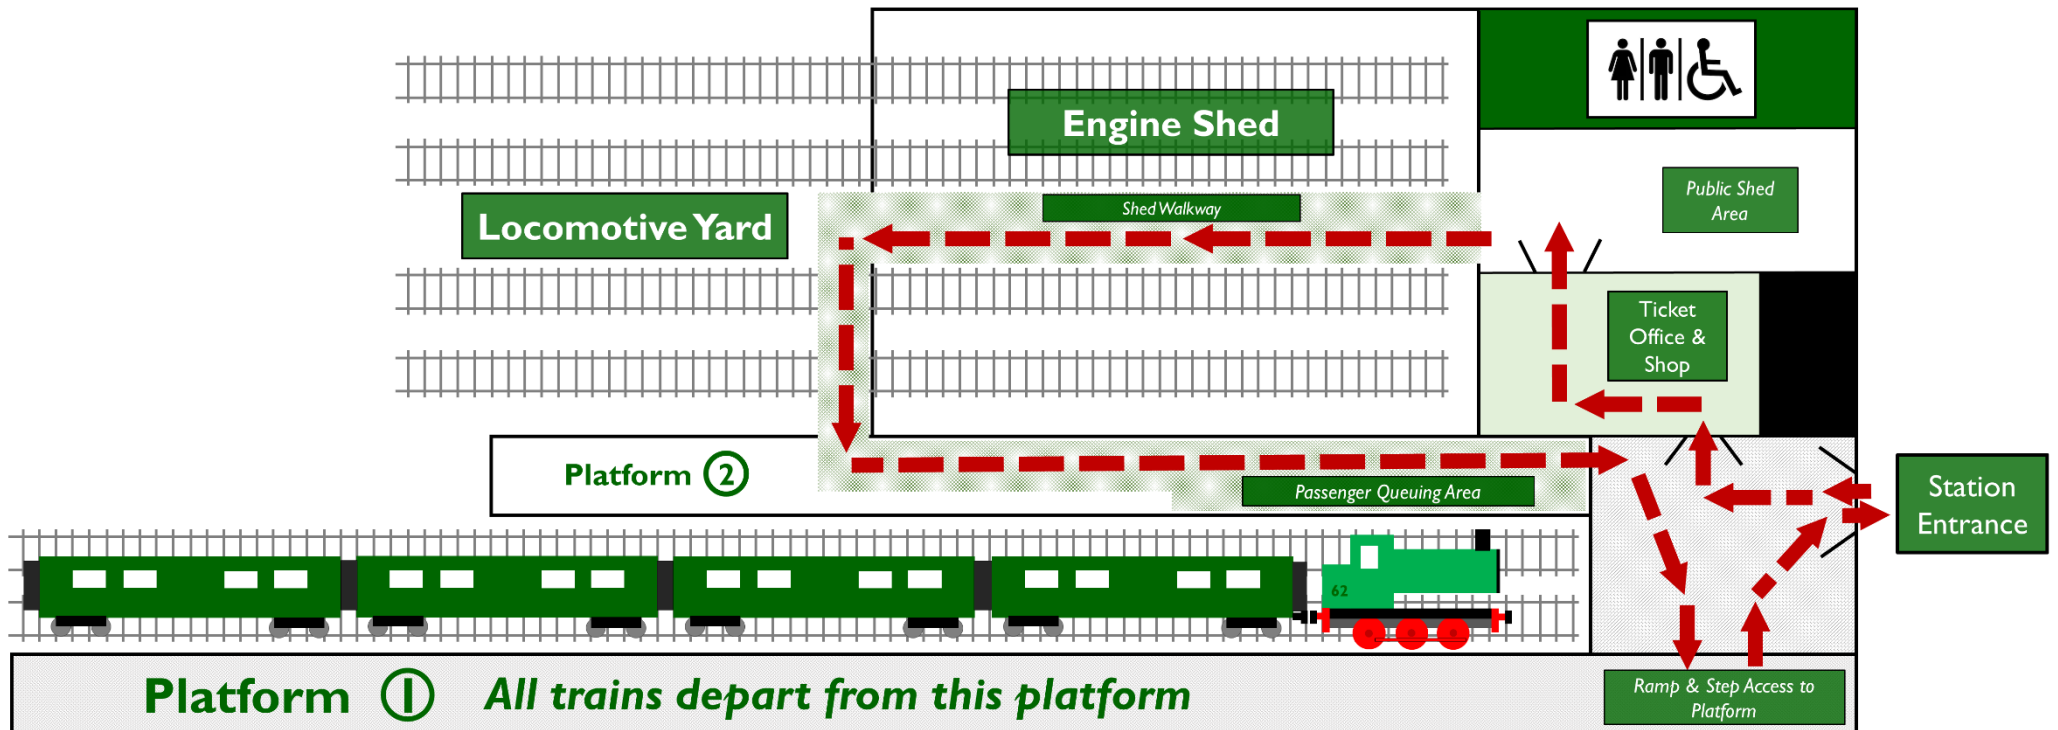 Engine Shed
Public Shed
Area
Shed Walkway
Locomotive Yard
Ticket
Office &
Shop
Platform 2
Passenger Queuing Area
Station
Entrance
62
Platform 1 All trains depart from this platform
Ramp & Step Access to
Platform